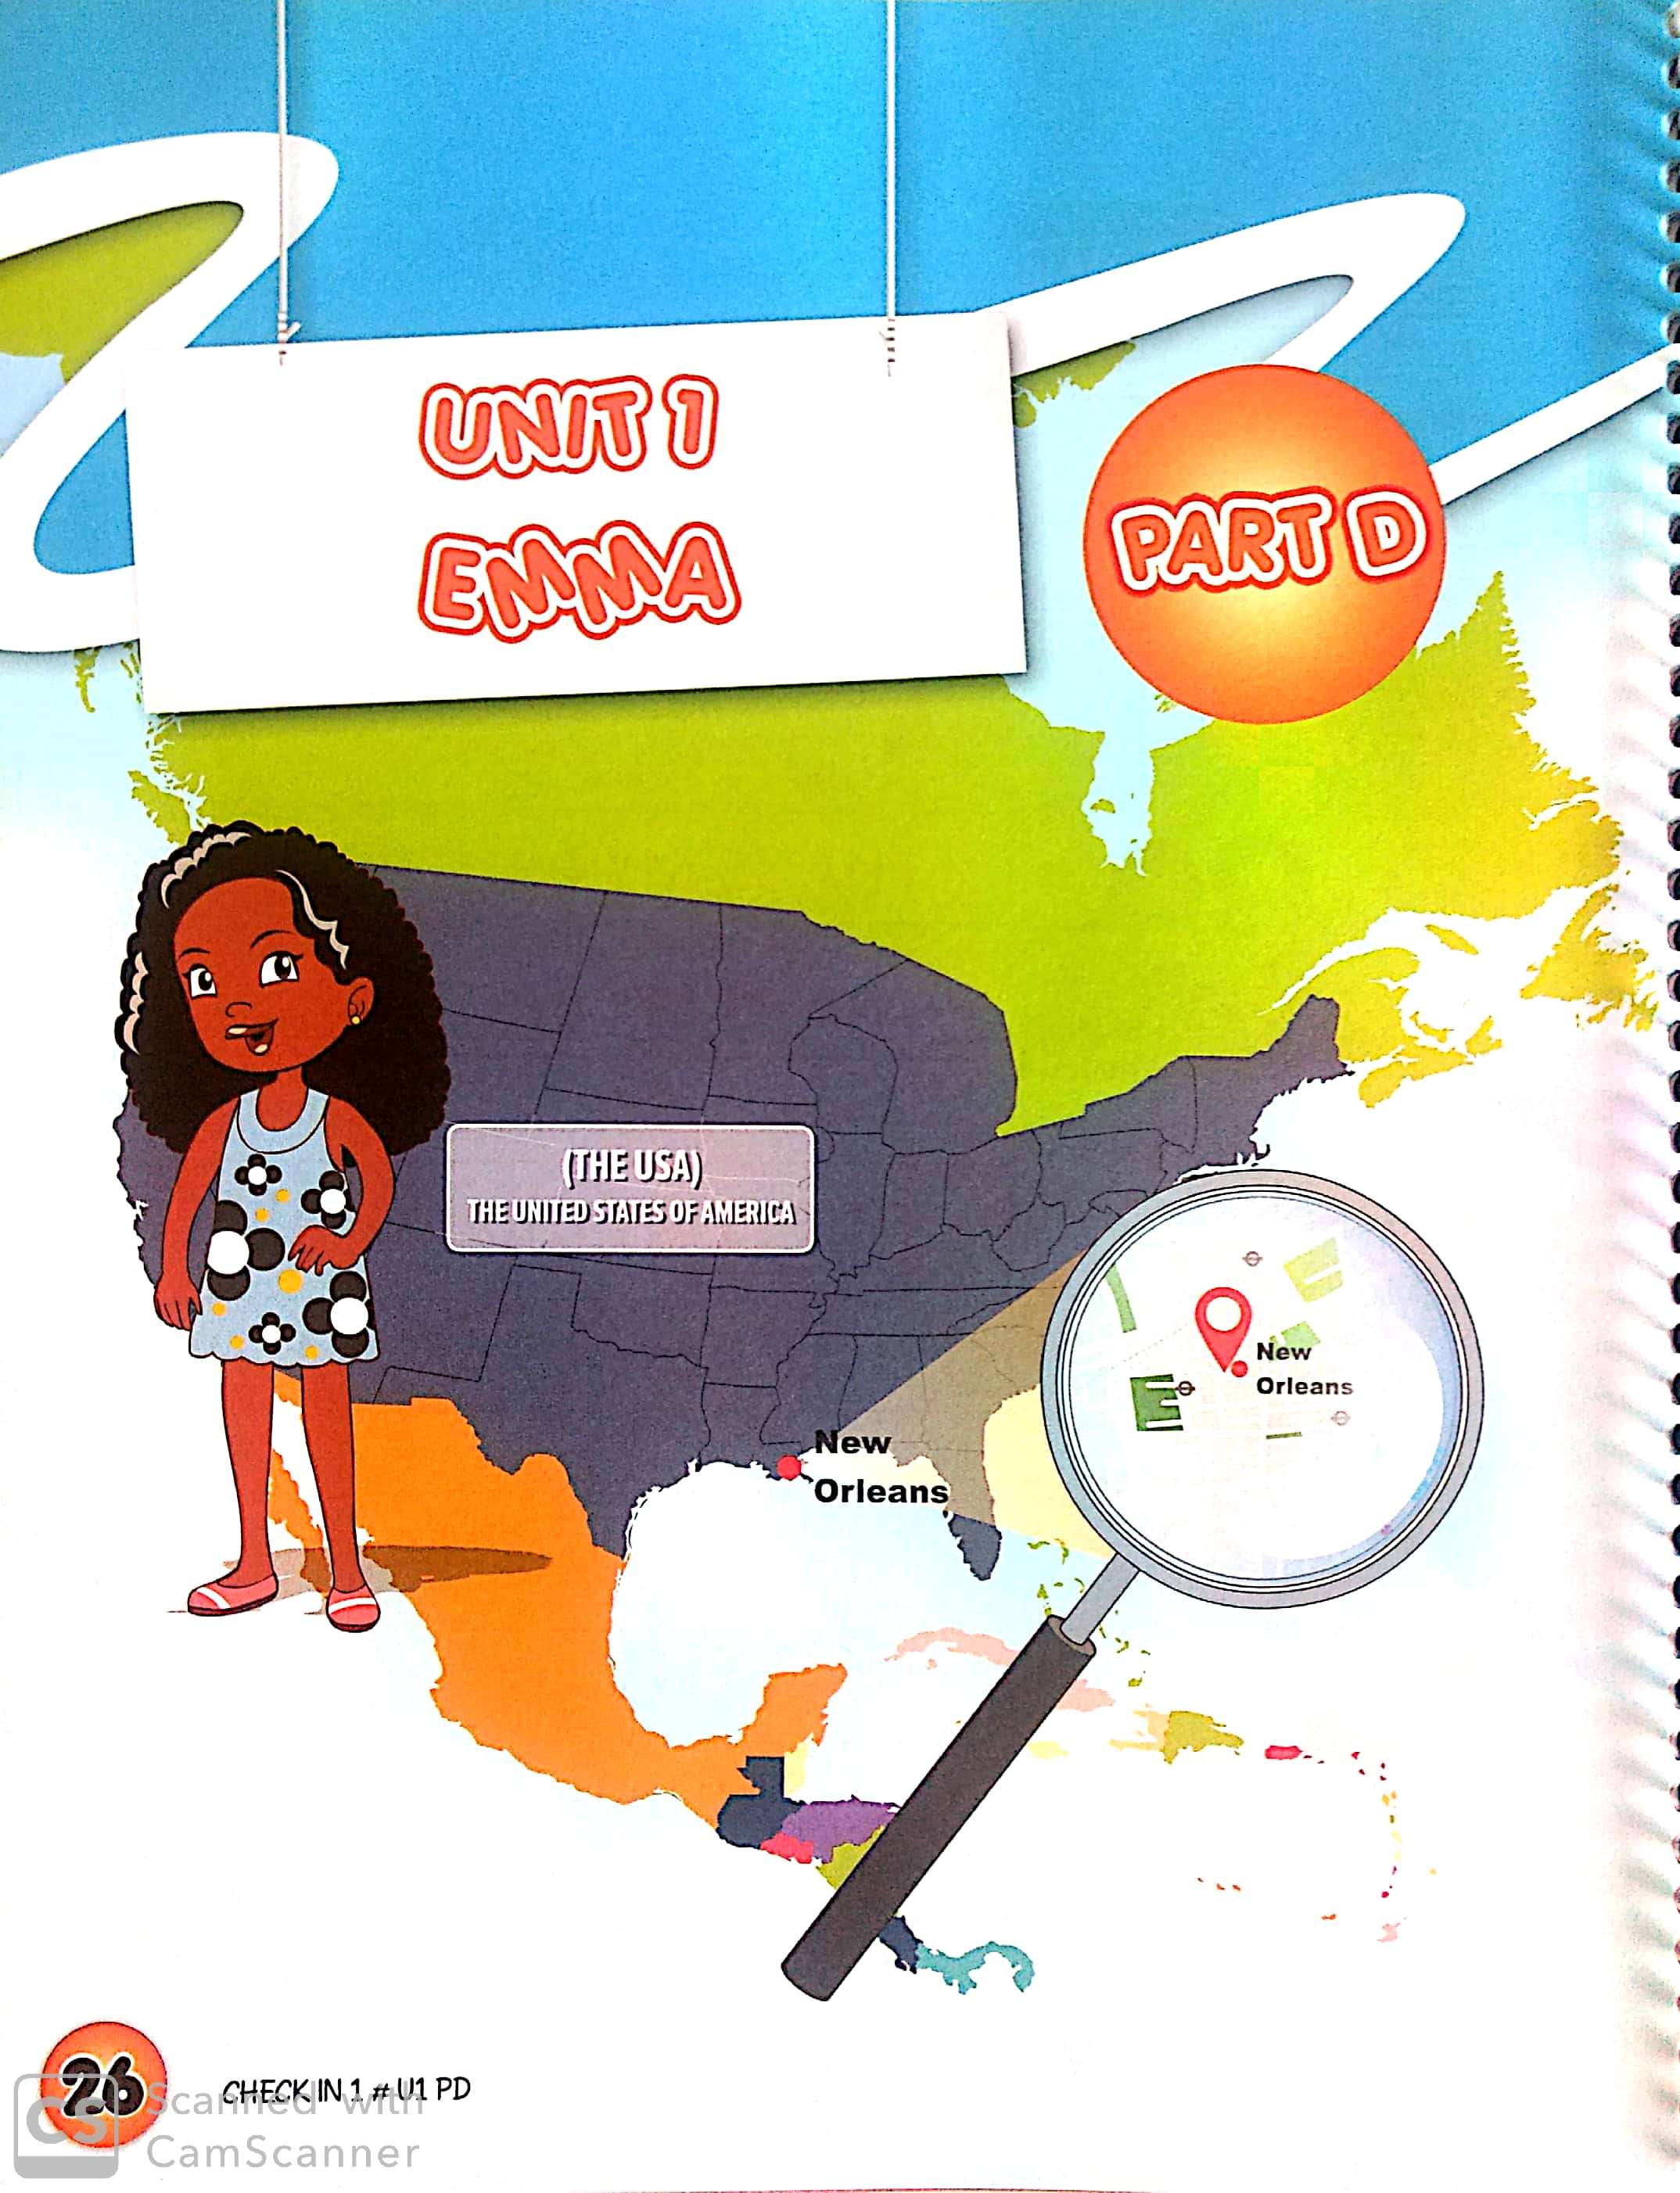 UNIT 1
EMMA
PART D
(THE USA)
THE UNITED STATES OF AMERICA
New
Orleans
New
Orleans
26
CHECK IN 1 # U1 PD
CS
Scanned with
CamScanner